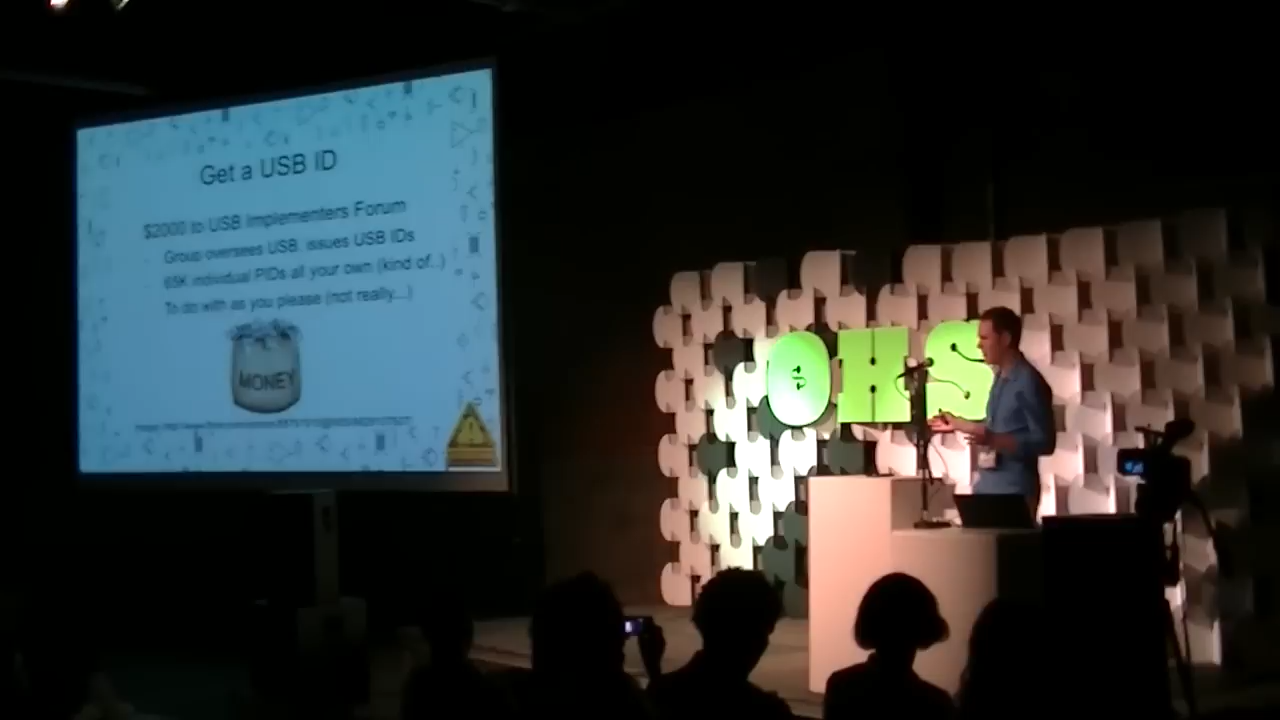 Get a USB ID
$2000 to USB Implementers Forum
Group oversees USB issues USB IDs
65K individual PIDs all your own (kind of..)
To do with as you please (not really...)
MONEY
OHS